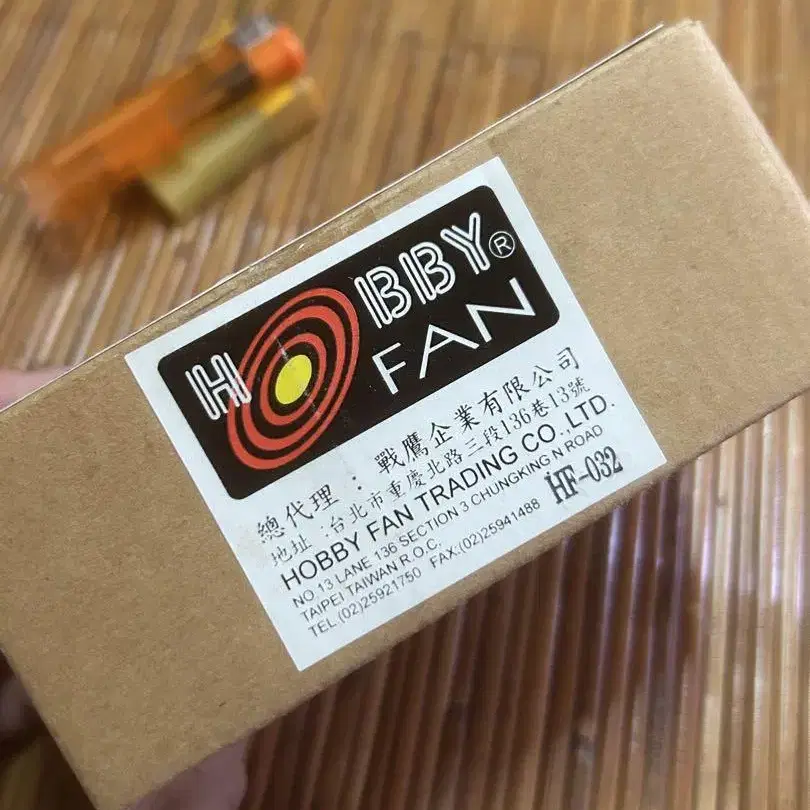 HOBBY®
FAN
總代理：戰鷹企業有限公司
地址：台北市重慶北路三段136巷13號
HOBBY FAN TRADING CO.,LTD.
NO 13 LANE 136 SECTION 3 CHUNGKING N ROAD
TAIPEI TAIWAN R.O.C.
TEL.(02)25921750 FAX:(02)25941488
HF-032